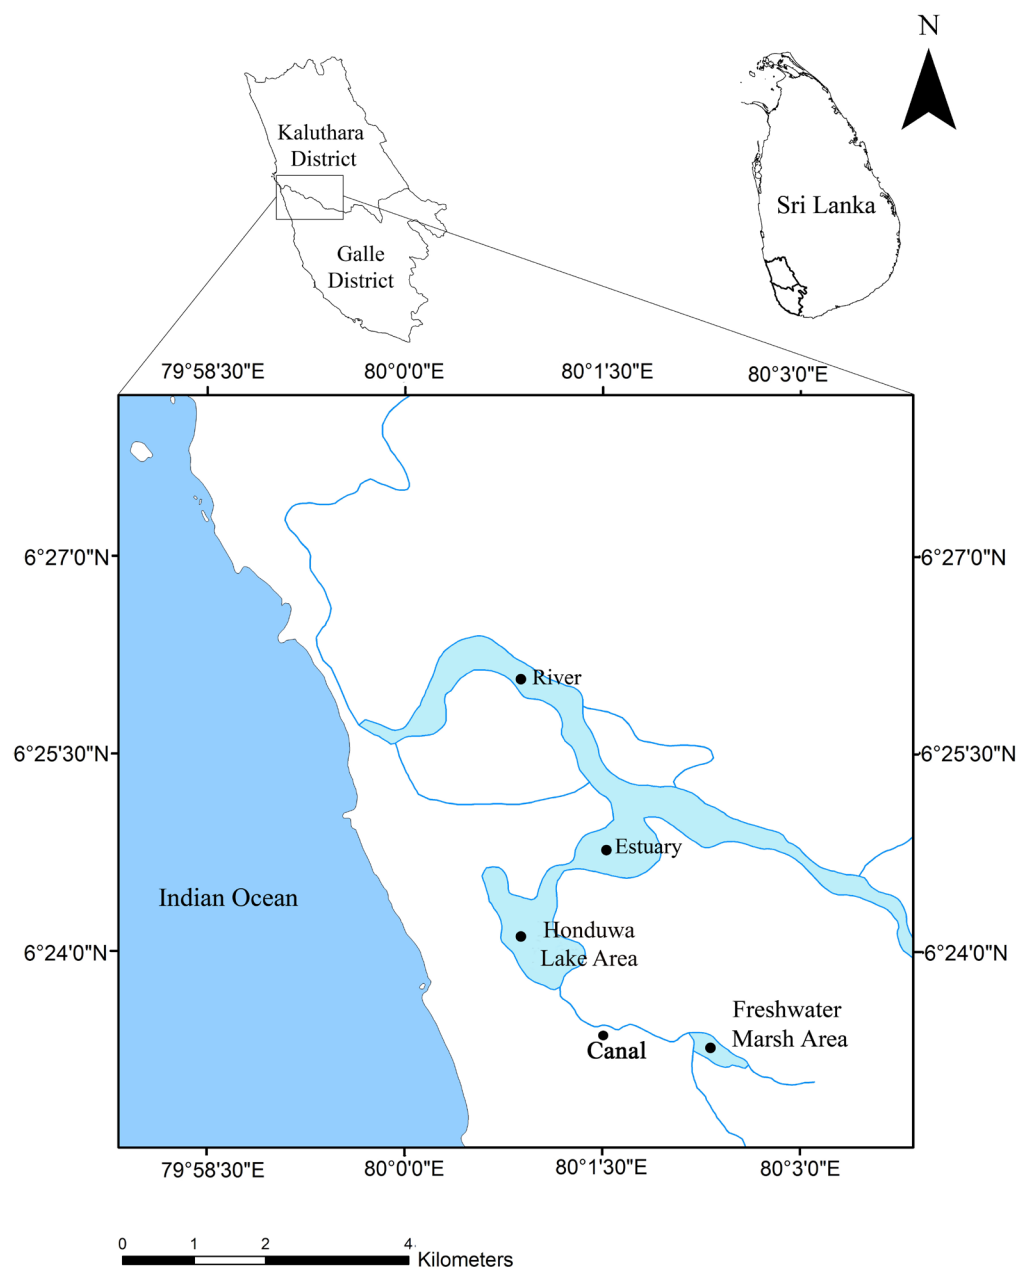 N
Kaluthara
District
Sri Lanka
Galle
District
79°58'30"E
80°0'0"E
80°1'30"E
80°3'0"E
6°27'0"N
6°27'0"N
River
6°25'30"N
6°25'30"N
Estuary
Indian Ocean
Honduwa
Lake Area
6°24'0"N
6°24'0"N
Freshwater
Marsh Area
Canal
79°58'30"E
80°0'0"E
80°1'30"E
80°3'0"E
0 1 2 4
Kilometers